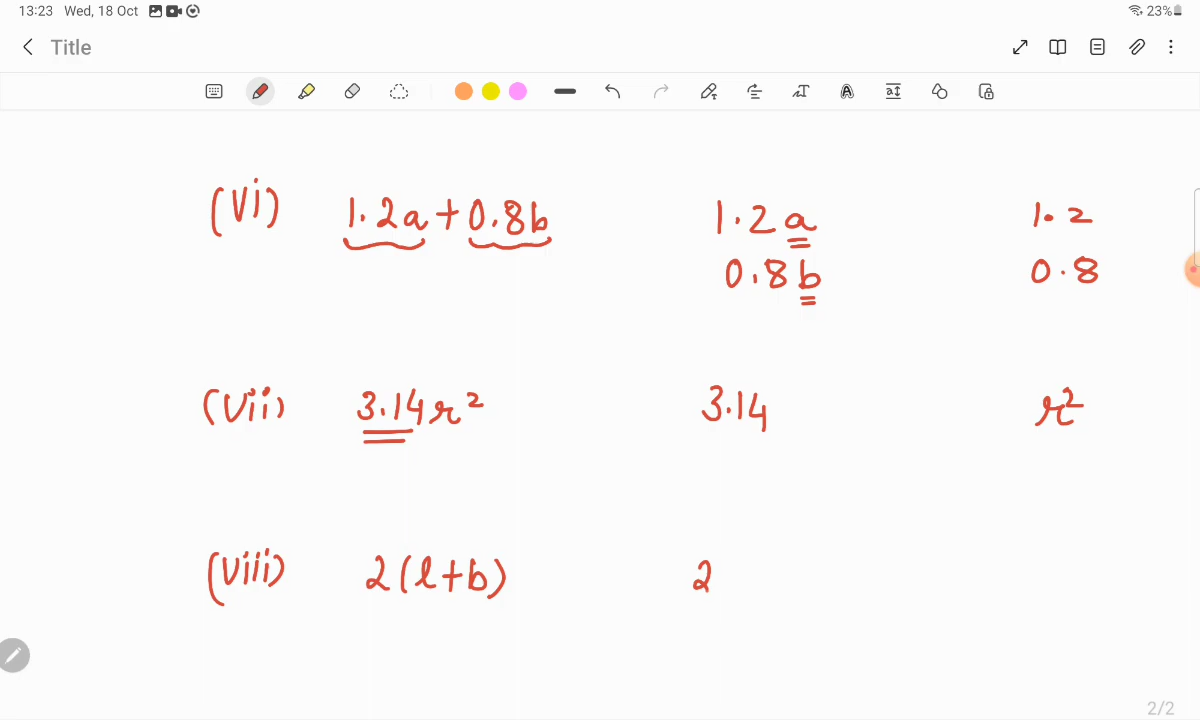 13:23 Wed, 18 Oct 23%
Title
(Vi) 1.2a+0.8b 1.2a 1.2
0.8b 0.8
(Vii) 3.14r² 3.14 r²
(Viii) 2(l+b) 2
2/2